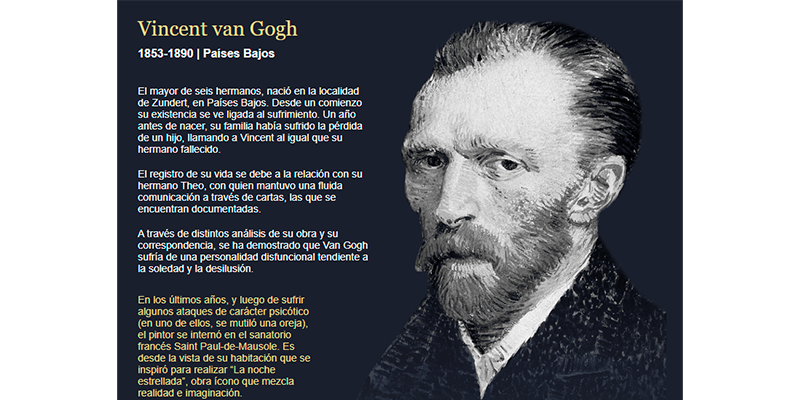 Vincent van Gogh
1853-1890 | Países Bajos
El mayor de seis hermanos, nació en la localidad
de Zundert, en Países Bajos. Desde un comienzo
su existencia se ve ligada al sufrimiento. Un año
antes de nacer, su familia había sufrido la pérdida
de un hijo, llamando a Vincent al igual que su
hermano fallecido.
El registro de su vida se debe a la relación con su
hermano Theo, con quien mantuvo una fluida
comunicación a través de cartas, las que se
encuentran documentadas.
A través de distintos análisis de su obra y su
correspondencia, se ha demostrado que Van Gogh
sufría de una personalidad disfuncional tendiente a
la soledad y la desilusión.
En los últimos años, y luego de sufrir
algunos ataques de carácter psicótico
(en uno de ellos, se mutiló una oreja),
el pintor se internó en el sanatorio
francés Saint Paul-de-Mausole. Es
desde la vista de su habitación que se
inspiró para realizar “La noche
estrellada”, obra ícono que mezcla
realidad e imaginación.